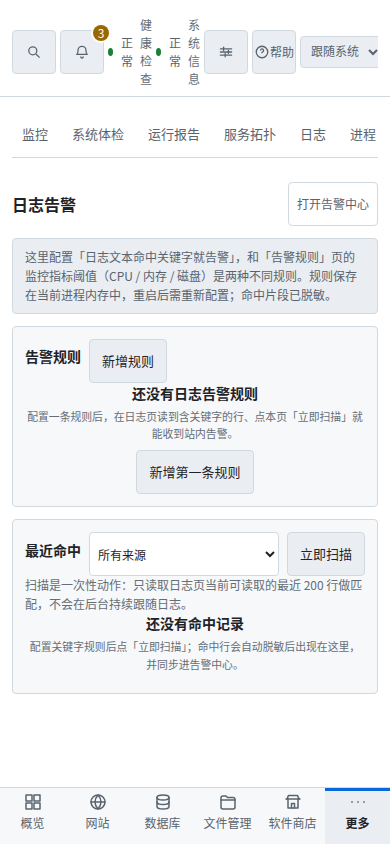 3
正常
健康检查
正常
系统信息
帮助
跟随系统
监控
系统体检
运行报告
服务拓扑
日志
进程
日志告警
打开告警中心
这里配置「日志文本命中关键字就告警」，和「告警规则」页的
监控指标阈值（CPU / 内存 / 磁盘）是两种不同规则。规则保存
在当前进程内存中，重启后需重新配置；命中片段已脱敏。
告警规则
新增规则
还没有日志告警规则
配置一条规则后，在日志页读到含关键字的行、点本页「立即扫描」就
能收到站内告警。
新增第一条规则
最近命中
所有来源
立即扫描
扫描是一次性动作：只读取日志页当前可读取的最近 200 行做匹
配，不会在后台持续跟随日志。
还没有命中记录
配置关键字规则后点「立即扫描」；命中行会自动脱敏后出现在这里，
并同步进告警中心。
概览
网站
数据库
文件管理
软件商店
更多